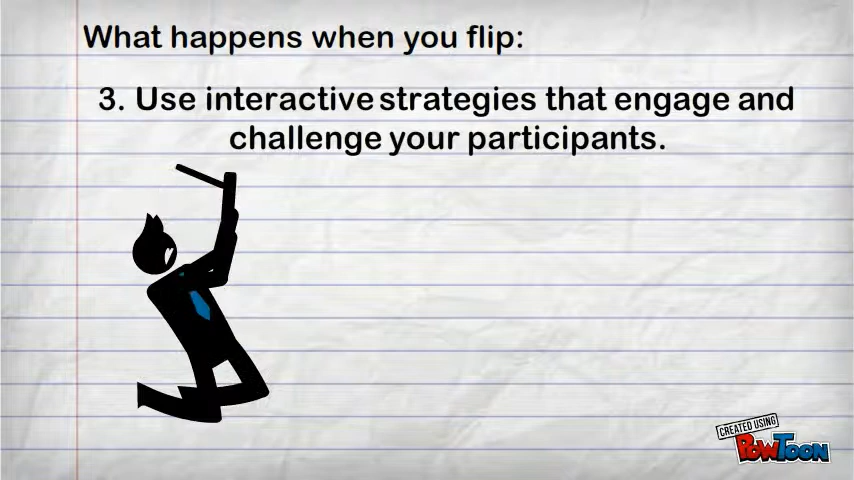 What happens when you flip:
3. Use interactive strategies that engage and
challenge your participants.
CREATED USING
POWTOON